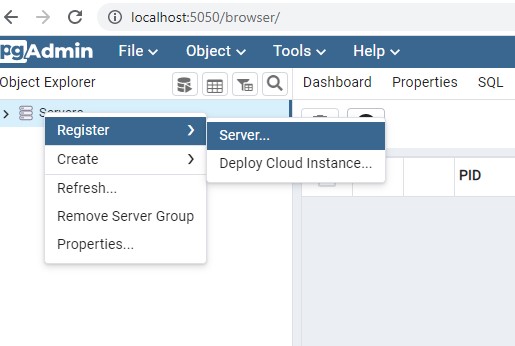 localhost:5050/browser/
pgAdmin File Object Tools Help
Object Explorer Dashboard Properties SQL
Servers
Register Server...
Create Deploy Cloud Instance...
PID
Refresh...
Remove Server Group
Properties...